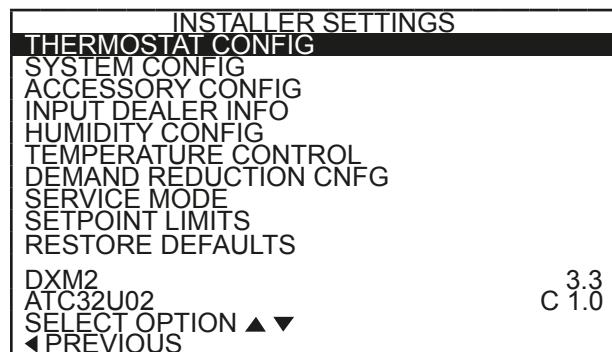 INSTALLER SETTINGS
THERMOSTAT CONFIG
SYSTEM CONFIG
ACCESSORY CONFIG
INPUT DEALER INFO
HUMIDITY CONFIG
TEMPERATURE CONTROL
DEMAND REDUCTION CNFG
SERVICE MODE
SETPOINT LIMITS
RESTORE DEFAULTS
DXM2 3.3
ATC32U02 C 1.0
SELECT OPTION ▲ ▼
◀ PREVIOUS